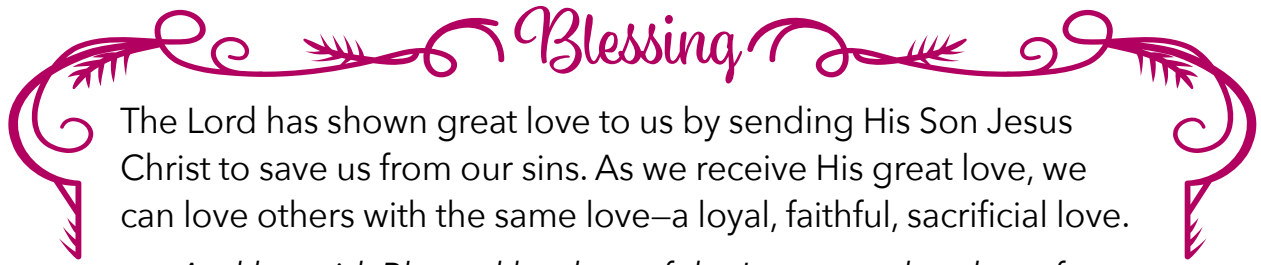 Blessing
The Lord has shown great love to us by sending His Son Jesus
Christ to save us from our sins. As we receive His great love, we
can love others with the same love—a loyal, faithful, sacrificial love.